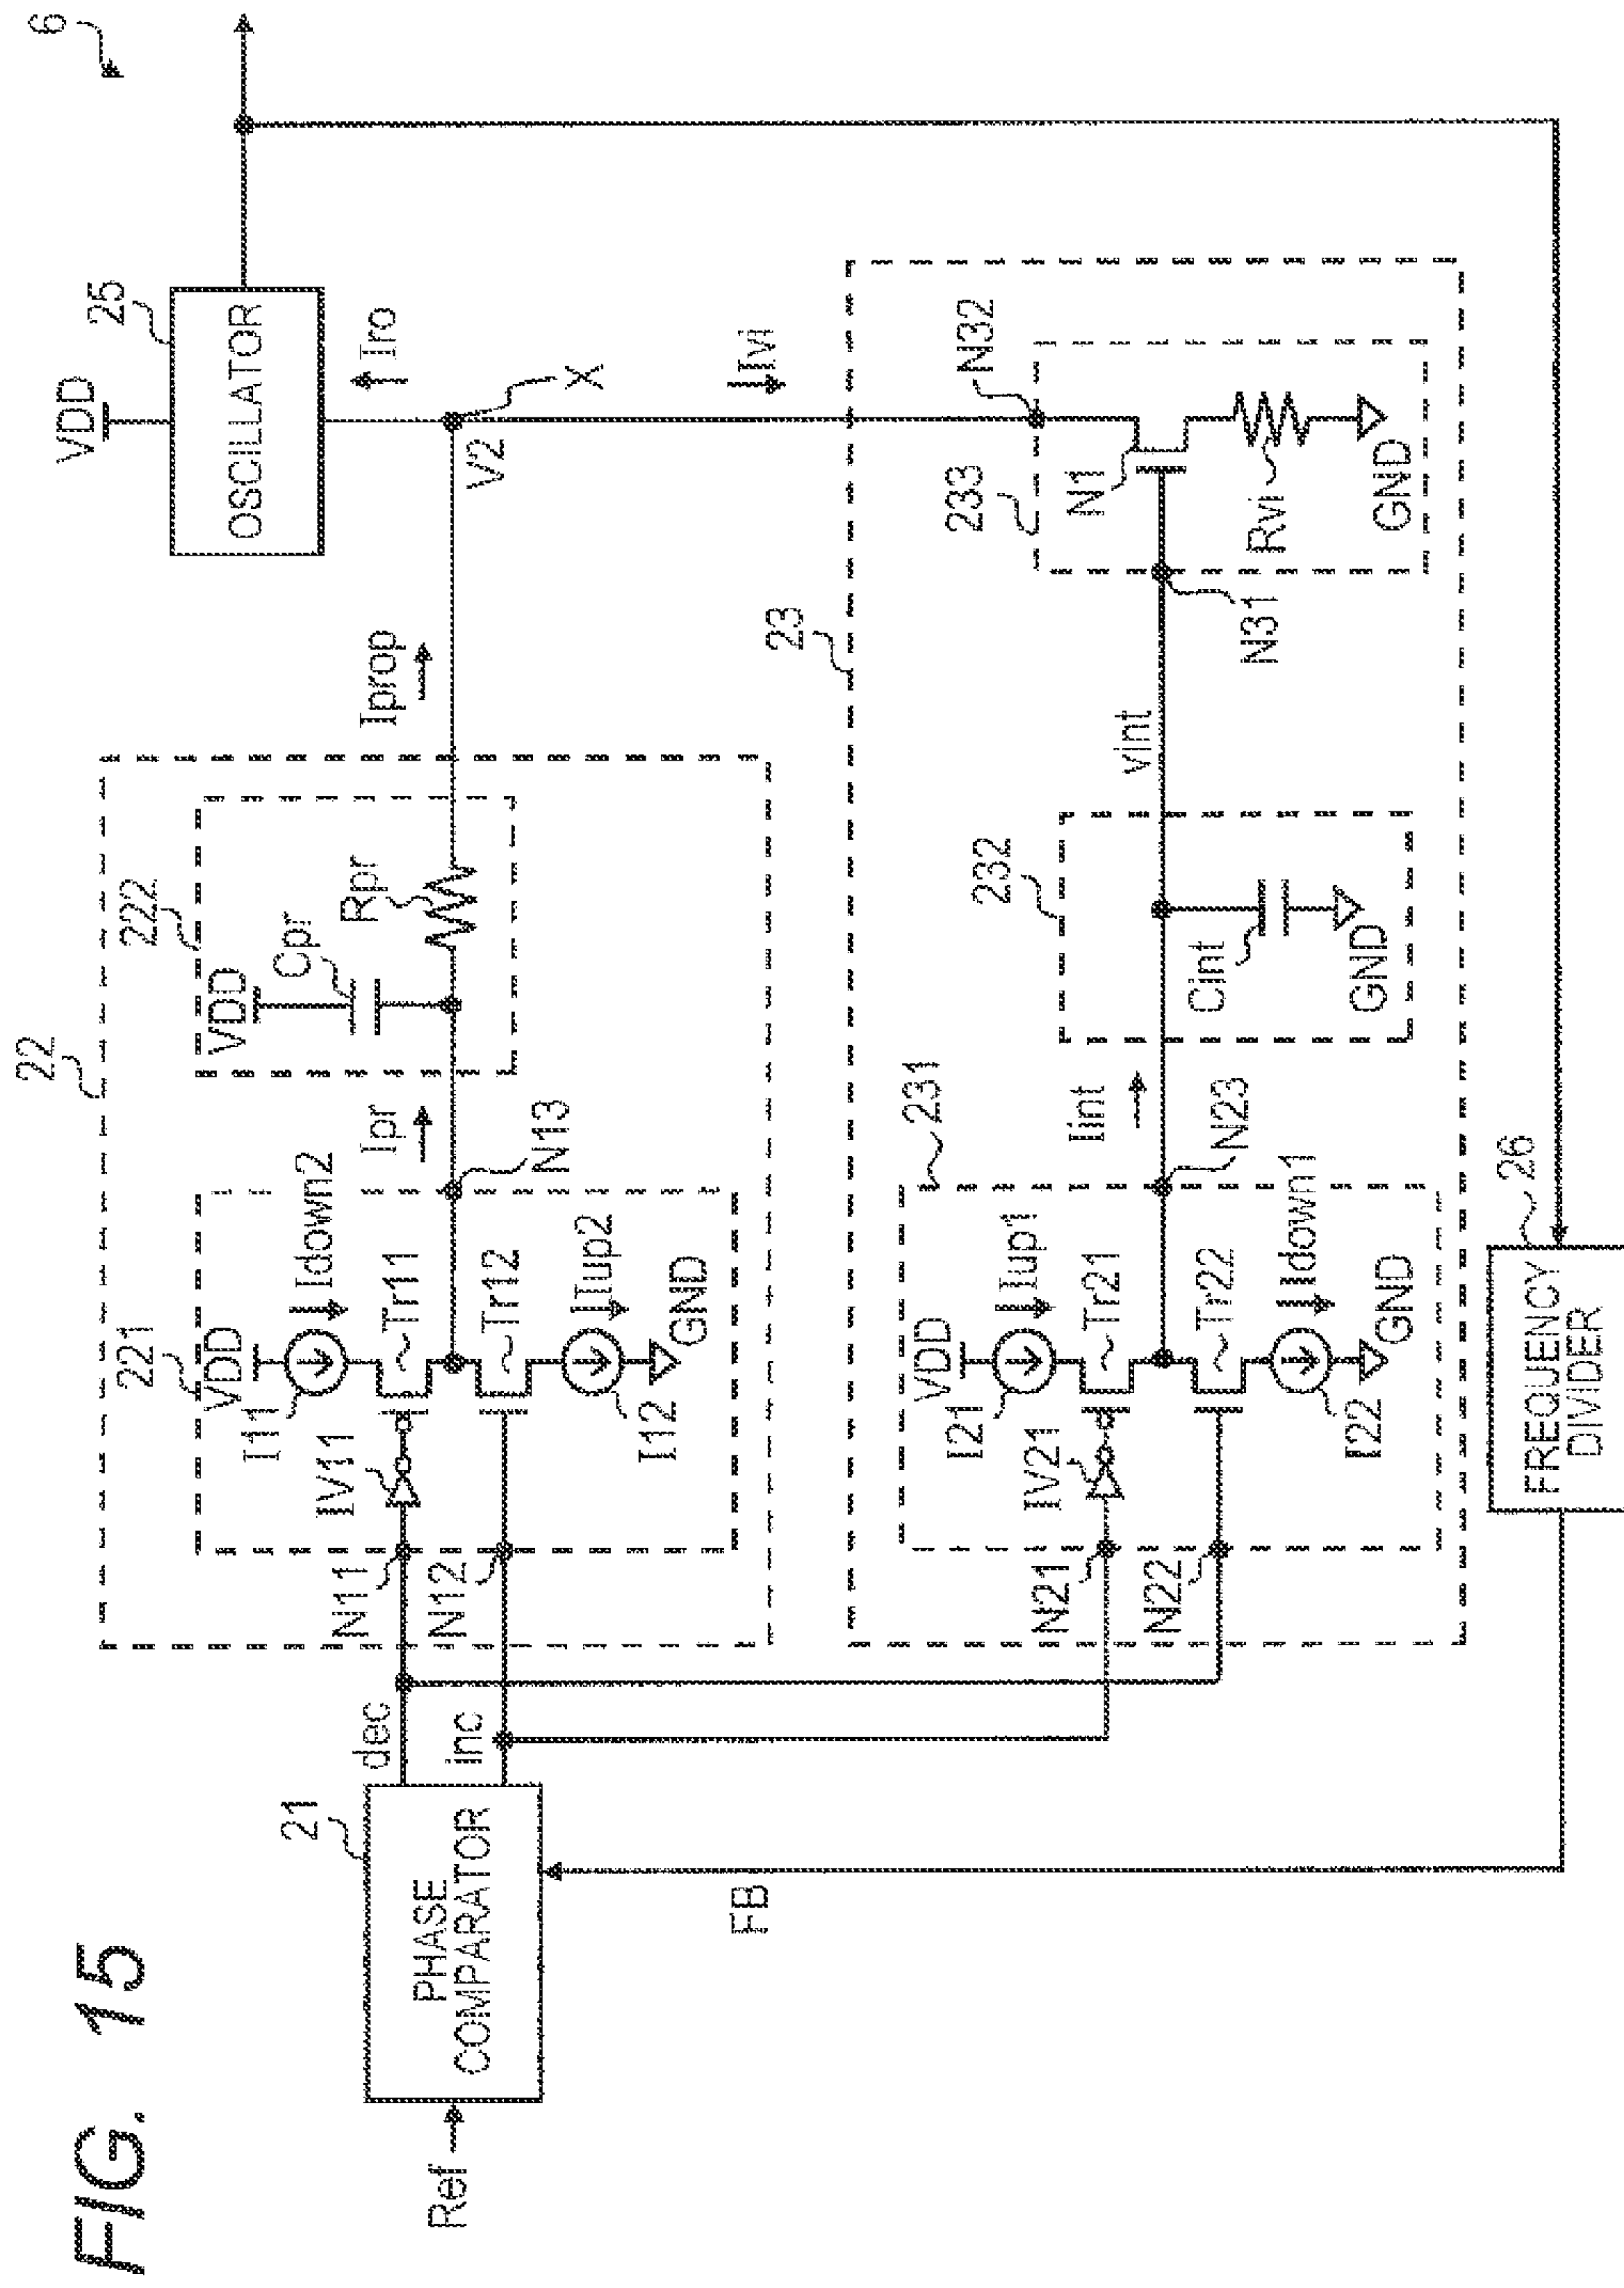 FIG. 15
6
22
221
VDD
I11
Idown2
IV11
Tr11
N11
N12
Tr12
Iup2
I12
GND
N13
Ipr
222
VDD
Cpr
Rpr
Iprop
VDD
25
OSCILLATOR
Iro
X
V2
Ivi
21
PHASE
COMPARATOR
Ref
dec
inc
FB
23
231
VDD
I21
Iup1
IV21
Tr21
N21
N22
Tr22
Idown1
I22
GND
N23
Iint
232
Cint
GND
vint
233
N31
N32
N1
Rvi
GND
26
FREQUENCY
DIVIDER